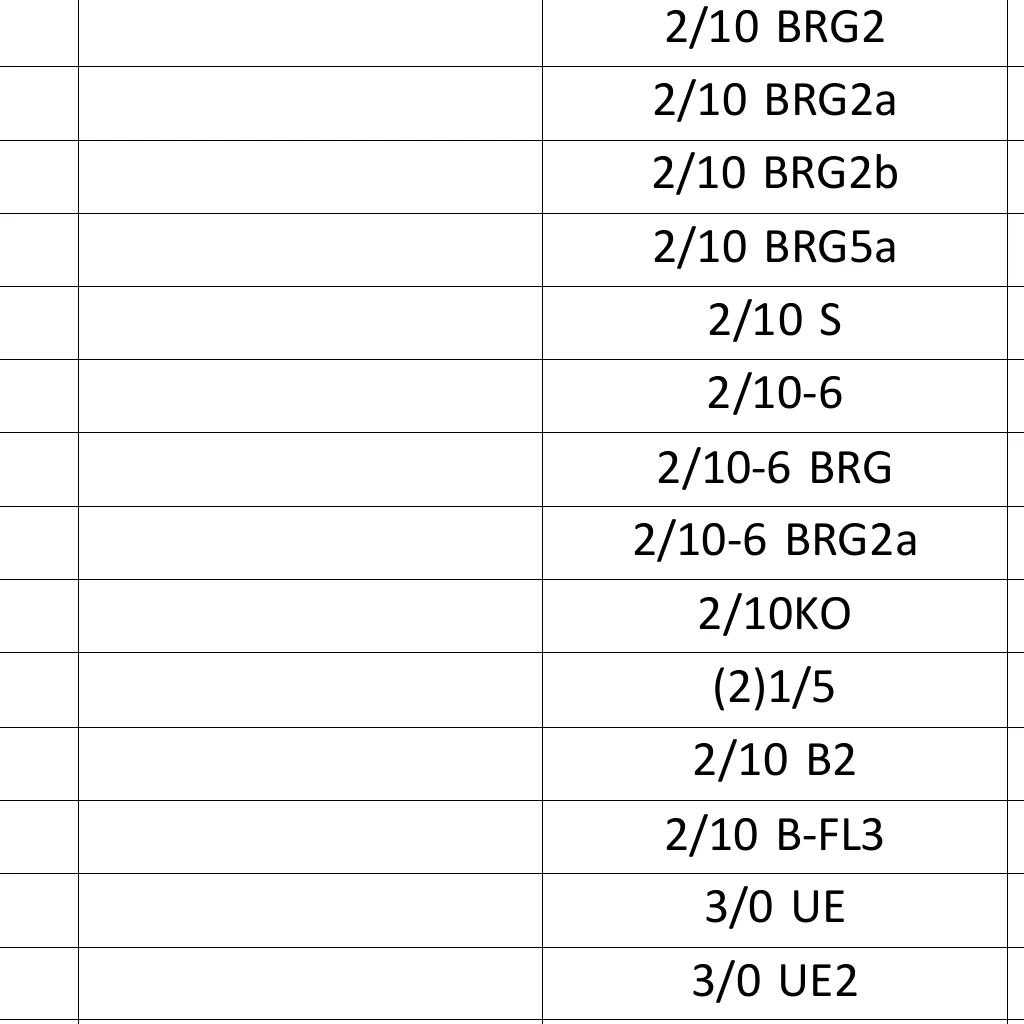 2/10 BRG2
2/10 BRG2a
2/10 BRG2b
2/10 BRG5a
2/10 S
2/10-6
2/10-6 BRG
2/10-6 BRG2a
2/10KO
(2)1/5
2/10 B2
2/10 B-FL3
3/0 UE
3/0 UE2